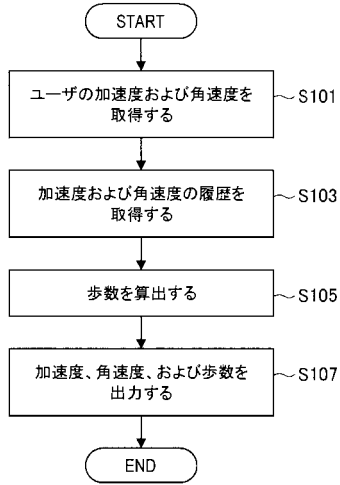 START
ユーザの加速度および角速度を
取得する
S101
加速度および角速度の履歴を
取得する
S103
歩数を算出する
S105
加速度、角速度、および歩数を
出力する
S107
END